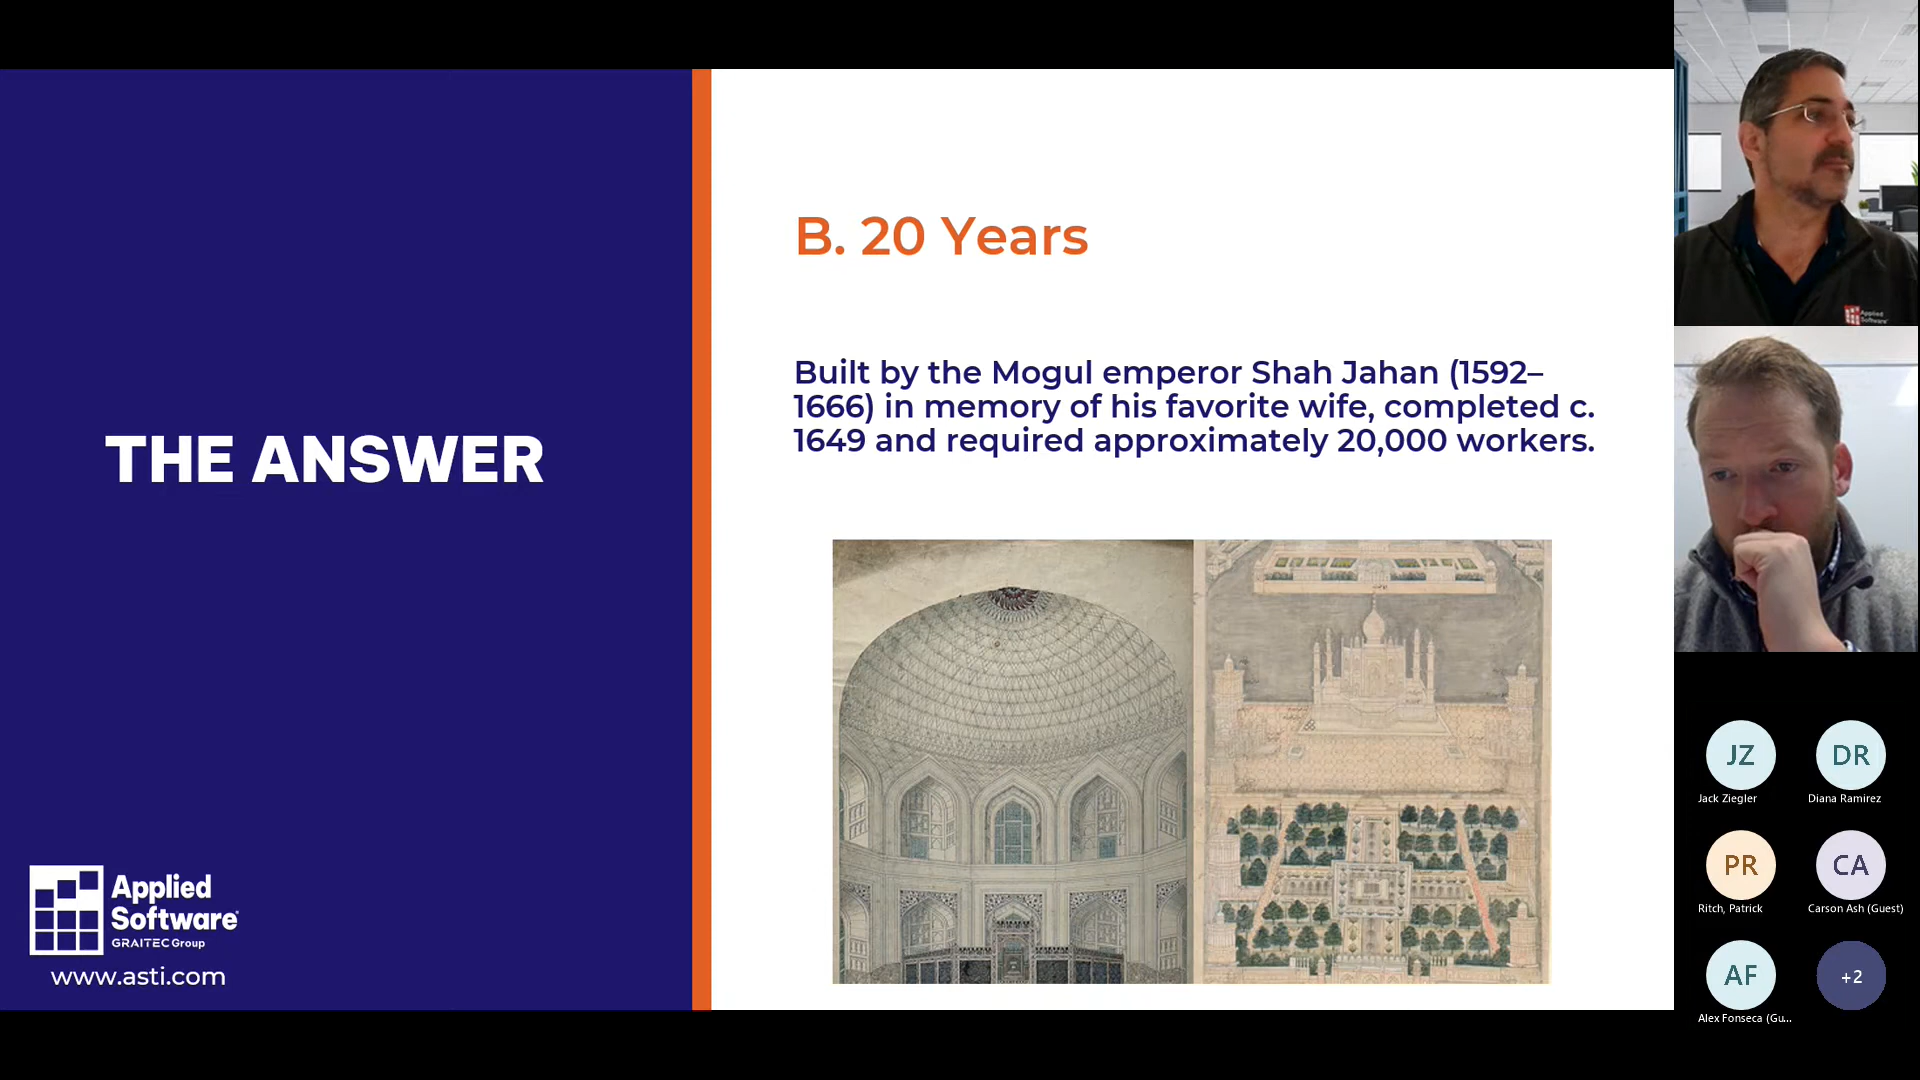 THE ANSWER
Applied
Software
GRAITEC Group
www.asti.com
B. 20 Years
Built by the Mogul emperor Shah Jahan (1592–
1666) in memory of his favorite wife, completed c.
1649 and required approximately 20,000 workers.
Applied
Software
JZ
Jack Ziegler
DR
Diana Ramirez
PR
Ritch, Patrick
CA
Carson Ash (Guest)
AF
Alex Fonseca (Gu...
+2